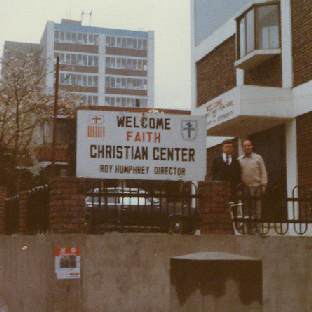 WELCOME
FAITH
CHRISTIAN CENTER
ROY HUMPHREY DIRECTOR